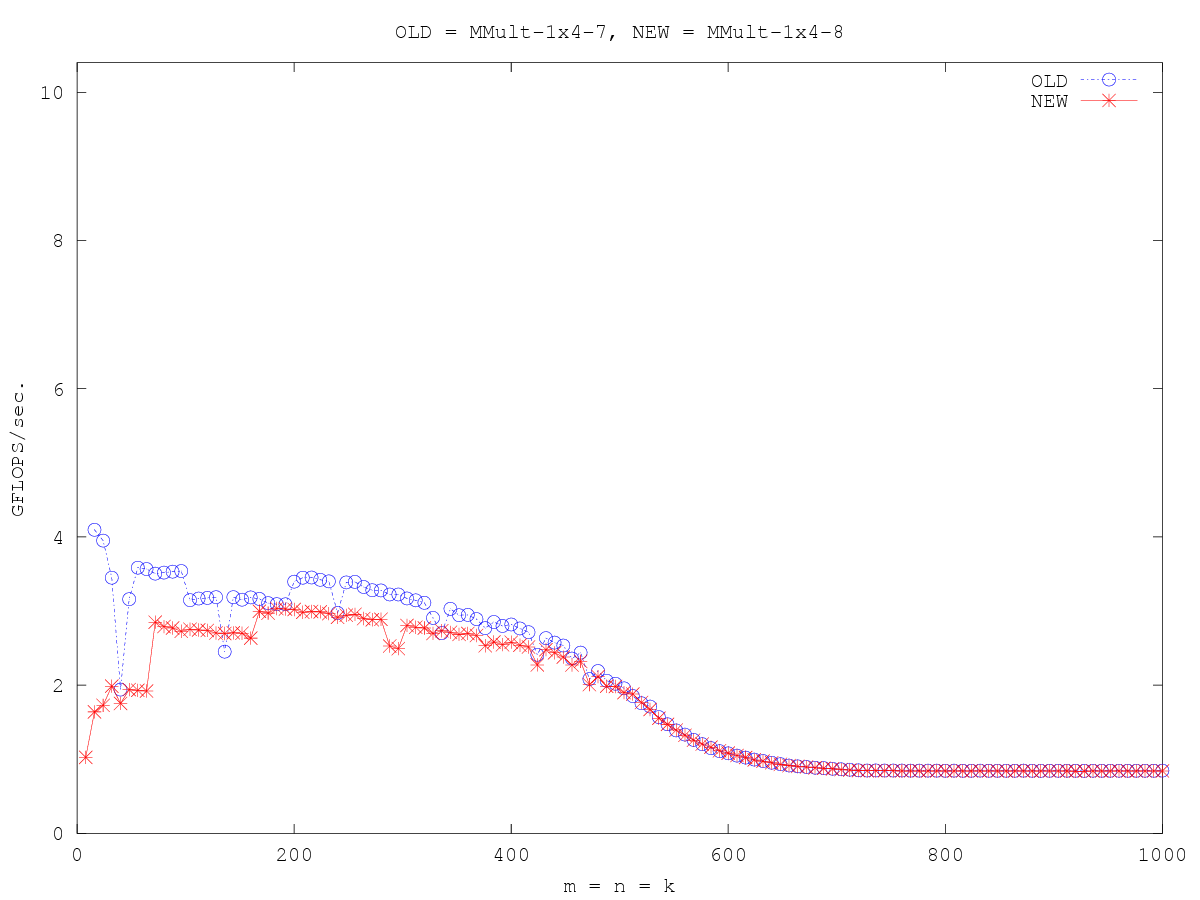 OLD = MMult-1x4-7, NEW = MMult-1x4-8
OLD
NEW
10
8
6
4
2
0
GFLOPS/sec.
0 200 400 600 800 1000
m = n = k